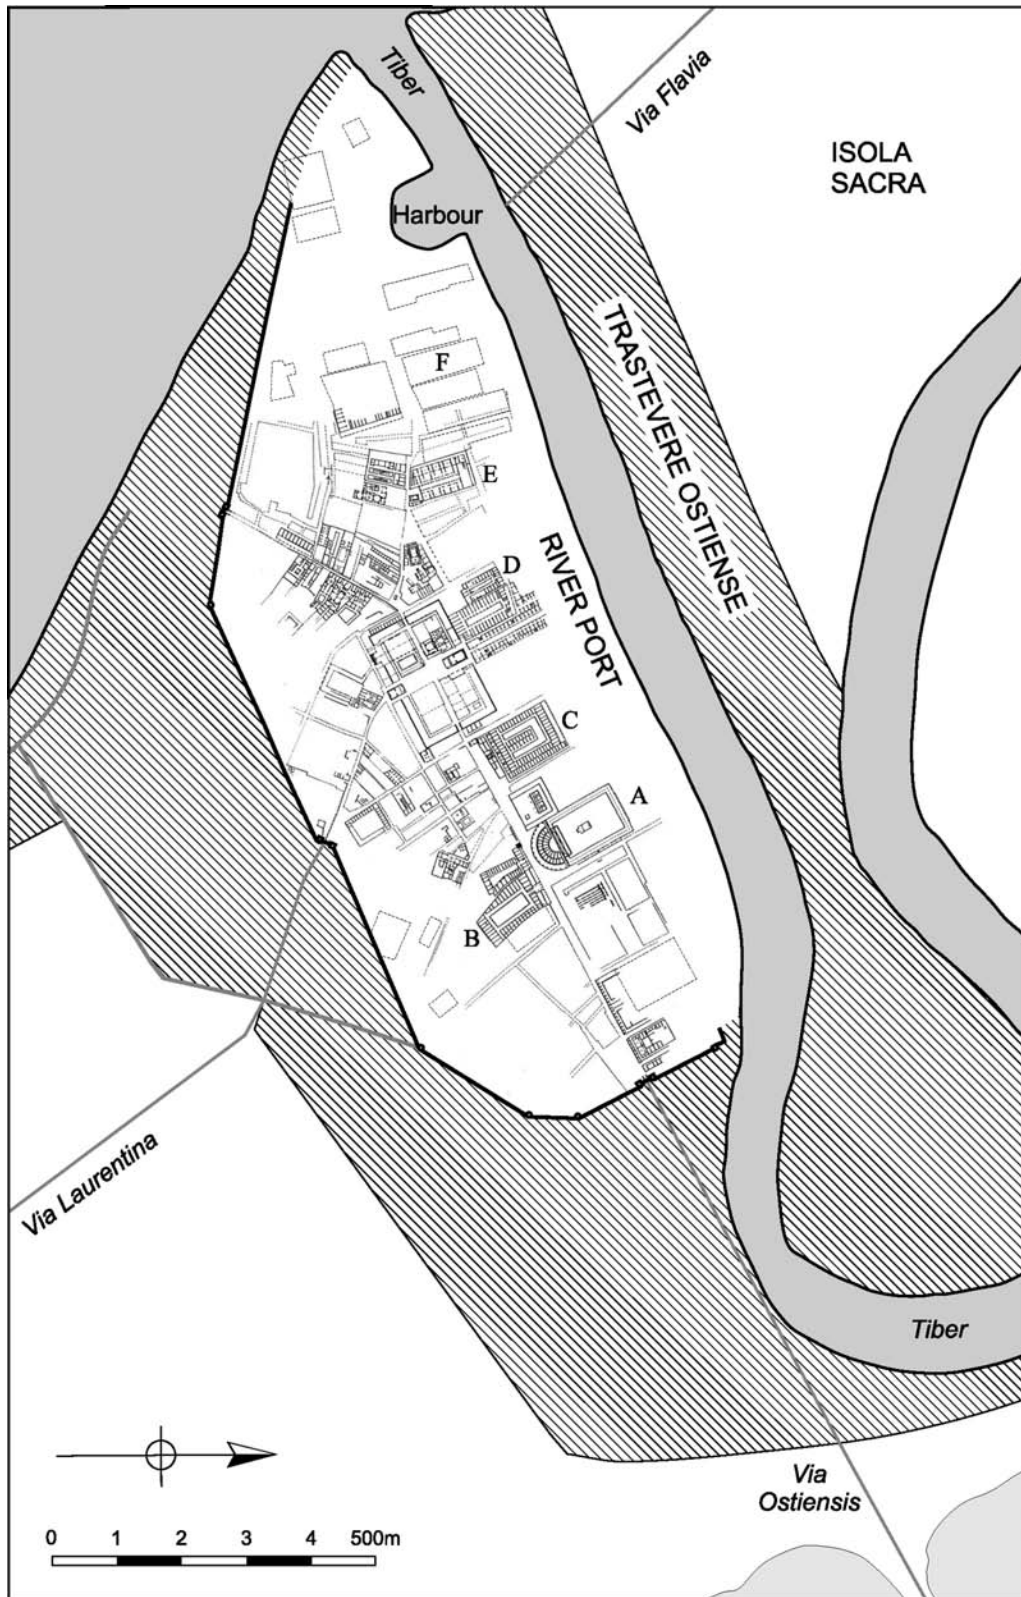 Tiber
Via Flavia
ISOLA
SACRA
Harbour
TRASTEVERE OSTIENSE
F
E
RIVER PORT
D
C
A
B
Via Laurentina
Tiber
Via
Ostiensis
0 1 2 3 4 500m